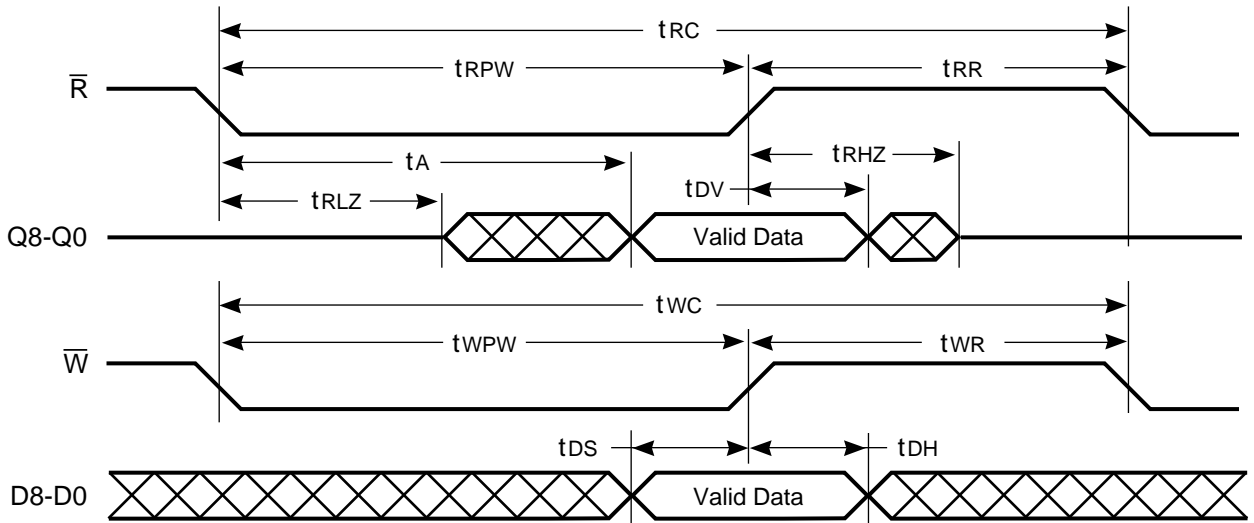 tRC
tRPW
tRR
R̅
tA
tRHZ
tDV
tRLZ
Q8-Q0
Valid Data
tWC
tWPW
tWR
W̅
tDS
tDH
D8-D0
Valid Data